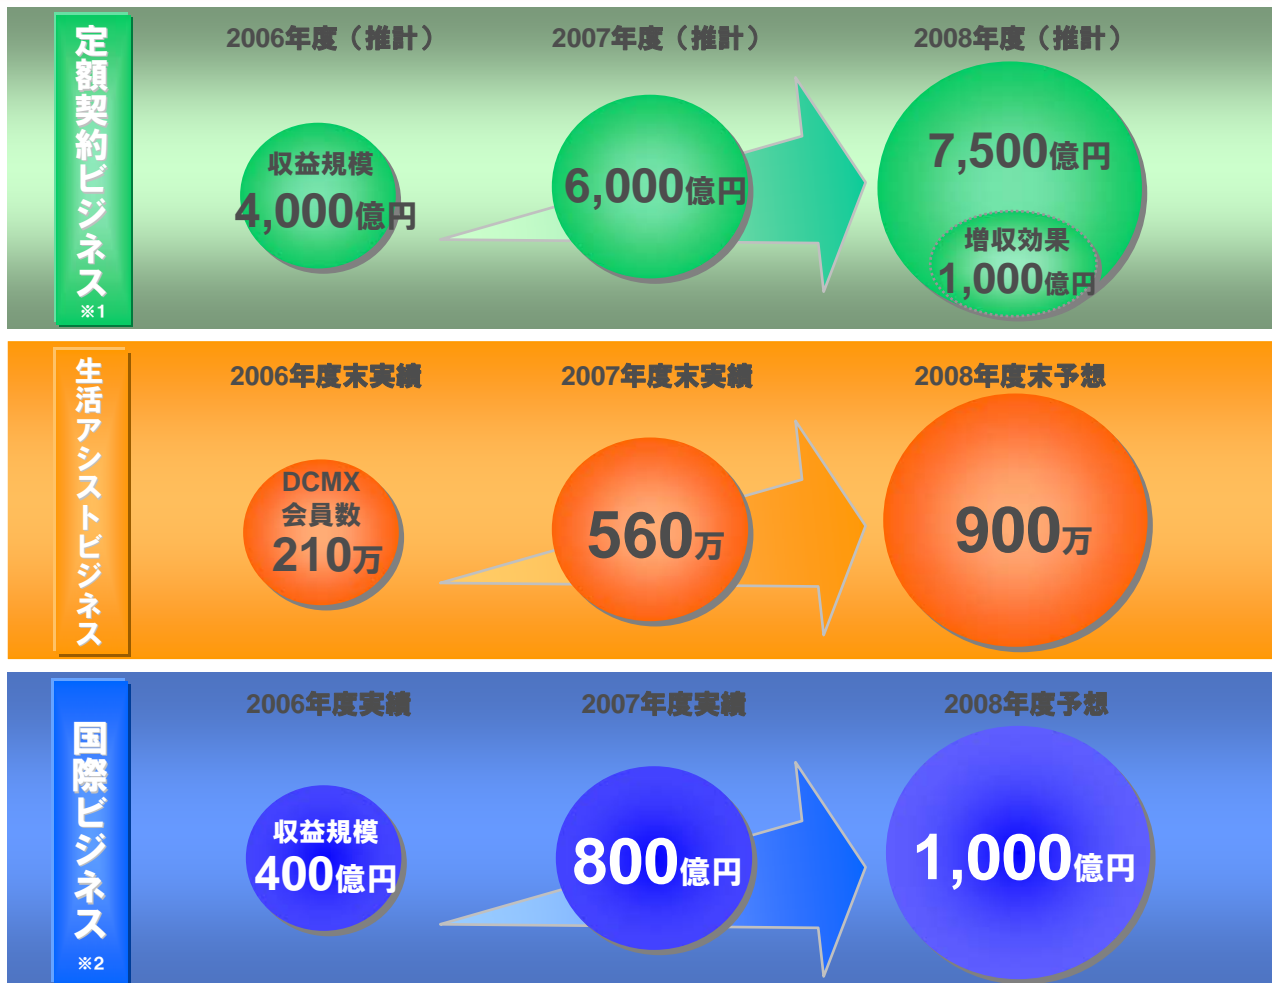 定額契約ビジネス
※1
2006年度（推計）
2007年度（推計）
2008年度（推計）
収益規模
4,000億円
6,000億円
7,500億円
増収効果
1,000億円
生活アシストビジネス
2006年度末実績
2007年度末実績
2008年度末予想
DCMX
会員数
210万
560万
900万
国際ビジネス
※2
2006年度実績
2007年度実績
2008年度予想
収益規模
400億円
800億円
1,000億円